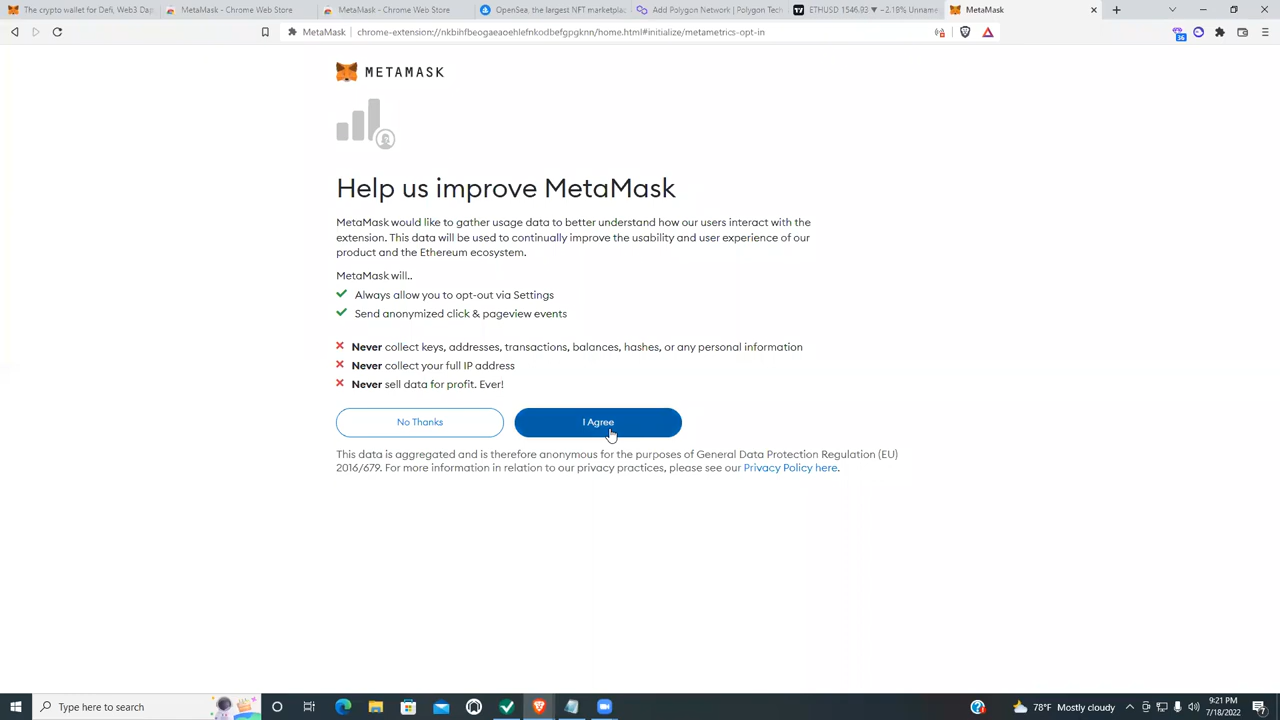 The crypto wallet for Defi, Web3 Da
MetaMask - Chrome Web Store
MetaMask - Chrome Web Store
OpenSea, the largest NFT marketplac
Add Polygon Network | Polygon Tech
ETHUSD 1546.93 ▼ +2.18% Unname
MetaMask
MetaMask
chrome-extension://nkbihfbeogaeaoehlefnkodbefgpgknn/home.html#initialize/metametrics-opt-in
36
METAMASK
Help us improve MetaMask
MetaMask would like to gather usage data to better understand how our users interact with the
extension. This data will be used to continually improve the usability and user experience of our
product and the Ethereum ecosystem.
MetaMask will..
Always allow you to opt-out via Settings
Send anonymized click & pageview events
Never collect keys, addresses, transactions, balances, hashes, or any personal information
Never collect your full IP address
Never sell data for profit. Ever!
No Thanks
I Agree
This data is aggregated and is therefore anonymous for the purposes of General Data Protection Regulation (EU)
2016/679. For more information in relation to our privacy practices, please see our Privacy Policy here.
Type here to search
78°F Mostly cloudy
9:21 PM
7/18/2022